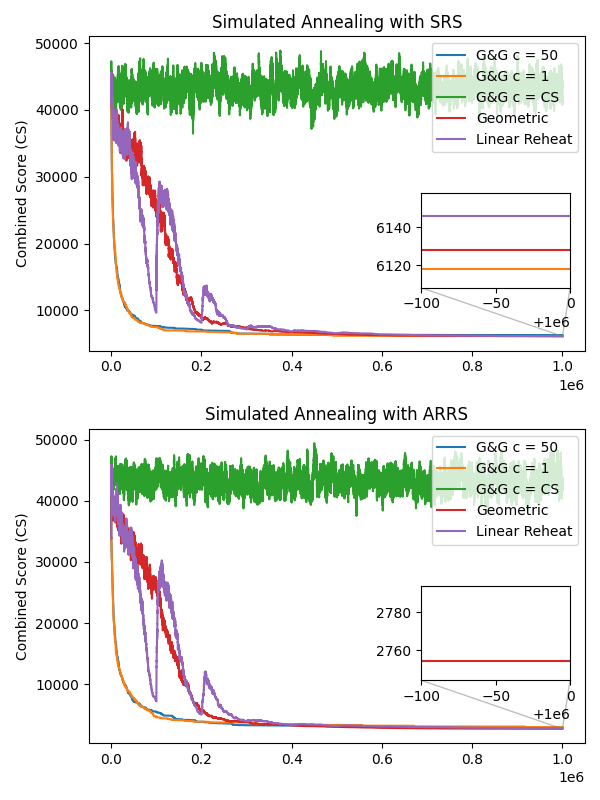 Simulated Annealing with SRS
Combined Score (CS)
50000
40000
30000
20000
10000
G&G c = 50
G&G c = 1
G&G c = CS
Geometric
Linear Reheat
6140
6120
−100 −50 0
+1e6
0.0 0.2 0.4 0.6 0.8 1.0
1e6
Simulated Annealing with ARRS
Combined Score (CS)
50000
40000
30000
20000
10000
G&G c = 50
G&G c = 1
G&G c = CS
Geometric
Linear Reheat
2780
2760
−100 −50 0
+1e6
0.0 0.2 0.4 0.6 0.8 1.0
1e6